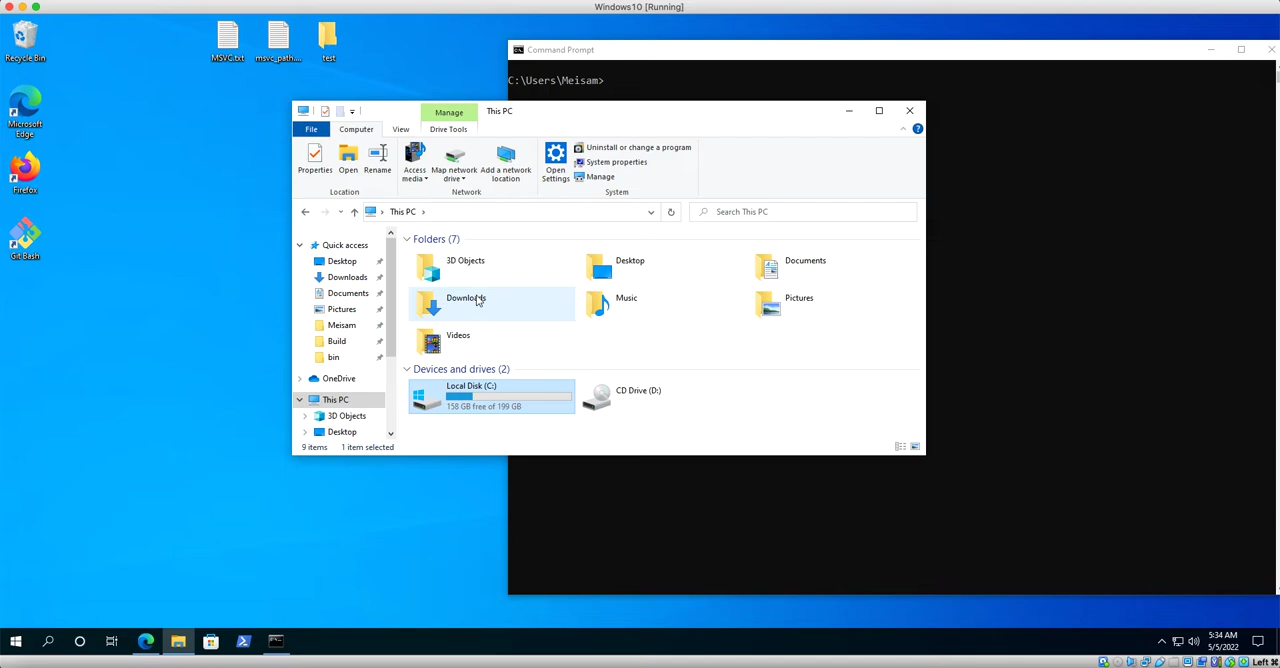 Windows10 [Running]
Recycle Bin
MSVC.txt
msvc_path....
test
Microsoft
Edge
Firefox
Git Bash
Command Prompt
C:\Users\Meisam>
Manage
This PC
File
Computer
View
Drive Tools
Properties
Open
Rename
Location
Access
media
Map network
drive
Add a network
location
Network
Open
Settings
Uninstall or change a program
System properties
Manage
System
This PC
Search This PC
Quick access
Desktop
Downloads
Documents
Pictures
Meisam
Build
bin
OneDrive
This PC
3D Objects
Desktop
Folders (7)
3D Objects
Desktop
Documents
Downloads
Music
Pictures
Videos
Devices and drives (2)
Local Disk (C:)
158 GB free of 199 GB
CD Drive (D:)
9 items
1 item selected
5:34 AM
5/5/2022
Left ⌘